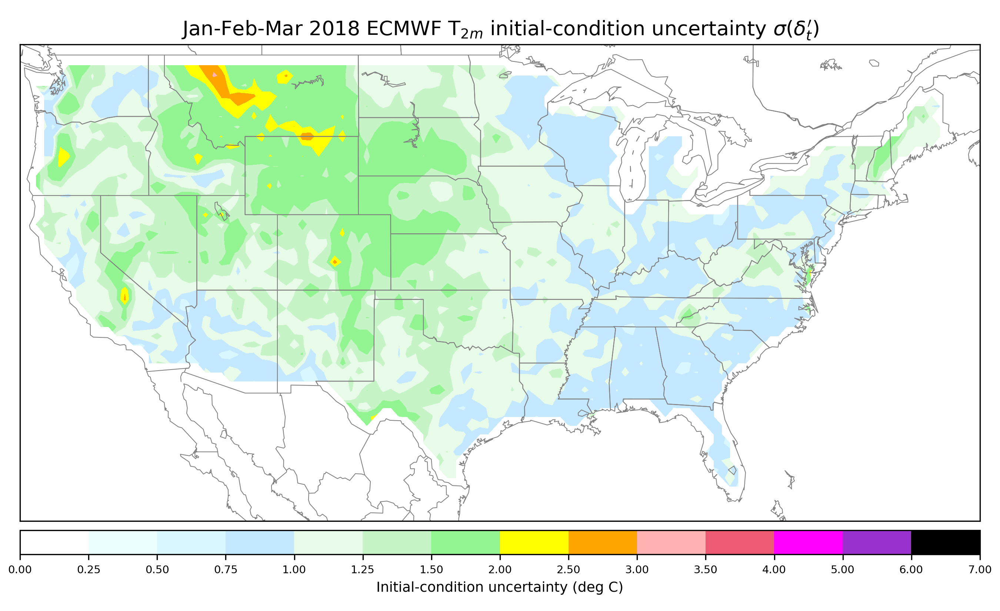 Jan-Feb-Mar 2018 ECMWF T₂ₘ initial-condition uncertainty σ(δ′ₜ)
0.00 0.25 0.50 0.75 1.00 1.25 1.50 2.00 2.50 3.00 3.50 4.00 5.00 6.00 7.00
Initial-condition uncertainty (deg C)